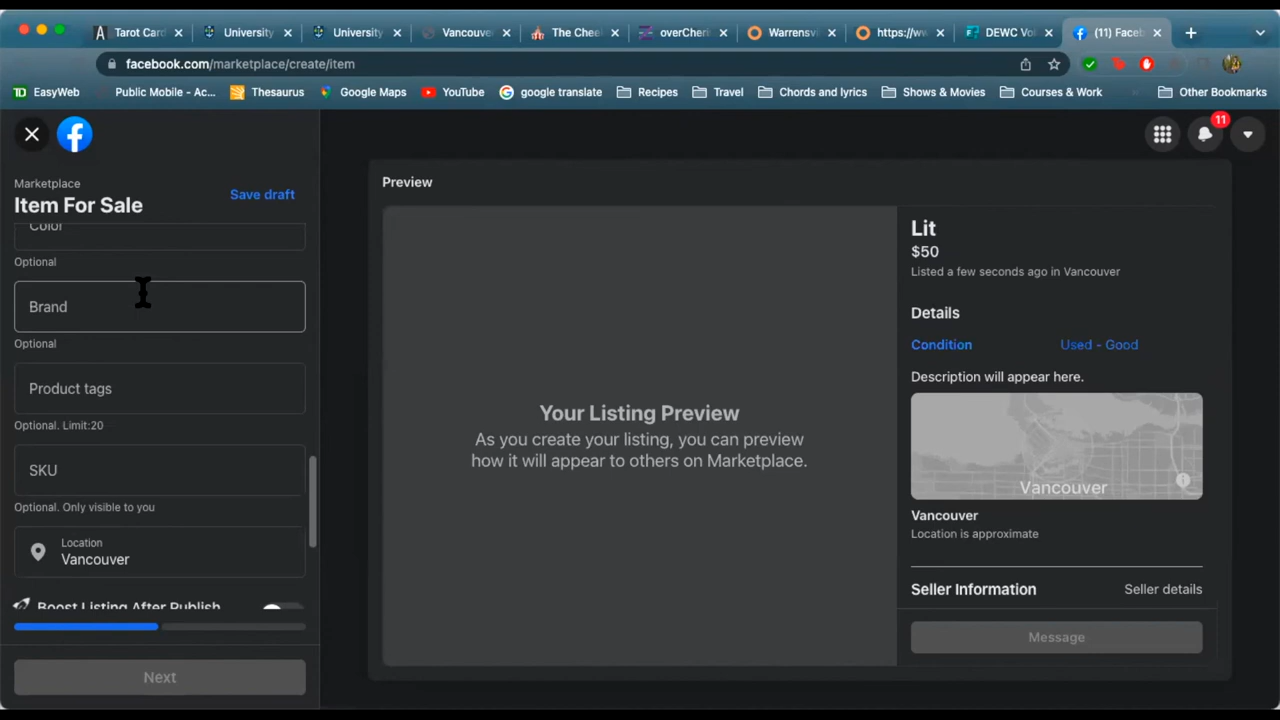 Tarot Card
University
University
Vancouve
The Chee
overCher
Warrensv
https://ww
DEWC Vo
(11) Faceb
facebook.com/marketplace/create/item
EasyWeb
Public Mobile - Ac...
Thesaurus
Google Maps
YouTube
google translate
Recipes
Travel
Chords and lyrics
Shows & Movies
Courses & Work
Other Bookmarks
11
Marketplace
Item For Sale
Save draft
Color
Optional
Brand
Optional
Product tags
Optional. Limit:20
SKU
Optional. Only visible to you
Location
Vancouver
Boost Listing After Publish
Next
Preview
Your Listing Preview
As you create your listing, you can preview
how it will appear to others on Marketplace.
Lit
$50
Listed a few seconds ago in Vancouver
Details
Condition Used - Good
Description will appear here.
Vancouver
Vancouver
Location is approximate
Seller Information Seller details
Message